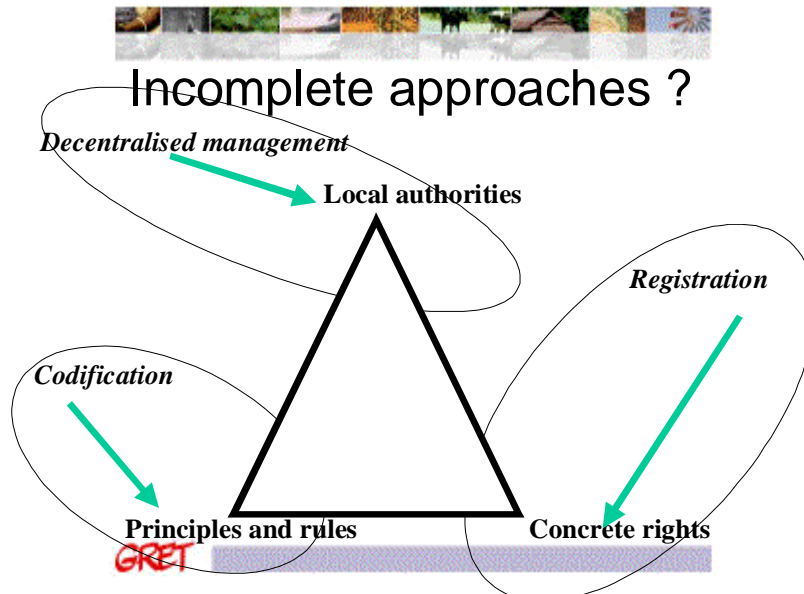 Incomplete approaches ?
Decentralised management
Local authorities
Registration
Codification
Principles and rules
Concrete rights
GRET